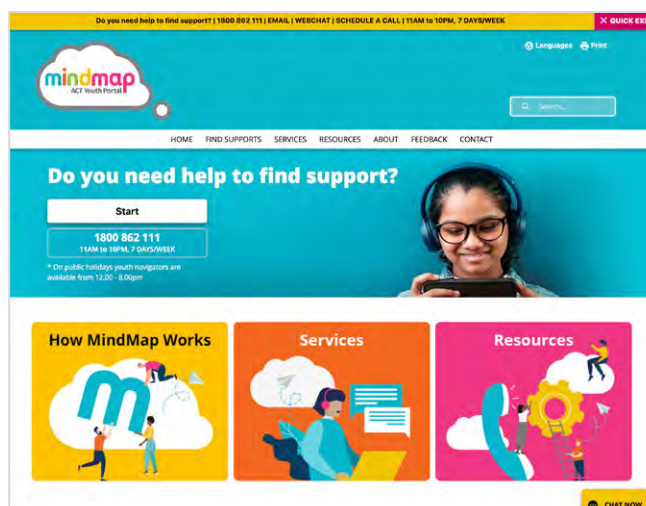 Do you need help to find support? | 1800 862 111 | EMAIL | WEBCHAT | SCHEDULE A CALL | 11AM to 10PM, 7 DAYS/WEEK
X QUICK EXI
Languages Print
mindmap
ACT Youth Portal
Search...
HOME FIND SUPPORTS SERVICES RESOURCES ABOUT FEEDBACK CONTACT
Do you need help to find support?
Start
1800 862 111
11AM to 10PM, 7 DAYS/WEEK
* On public holidays youth navigators are
available from 12.00 - 8.00pm
How MindMap Works
Services
Resources
m
CHAT NOW